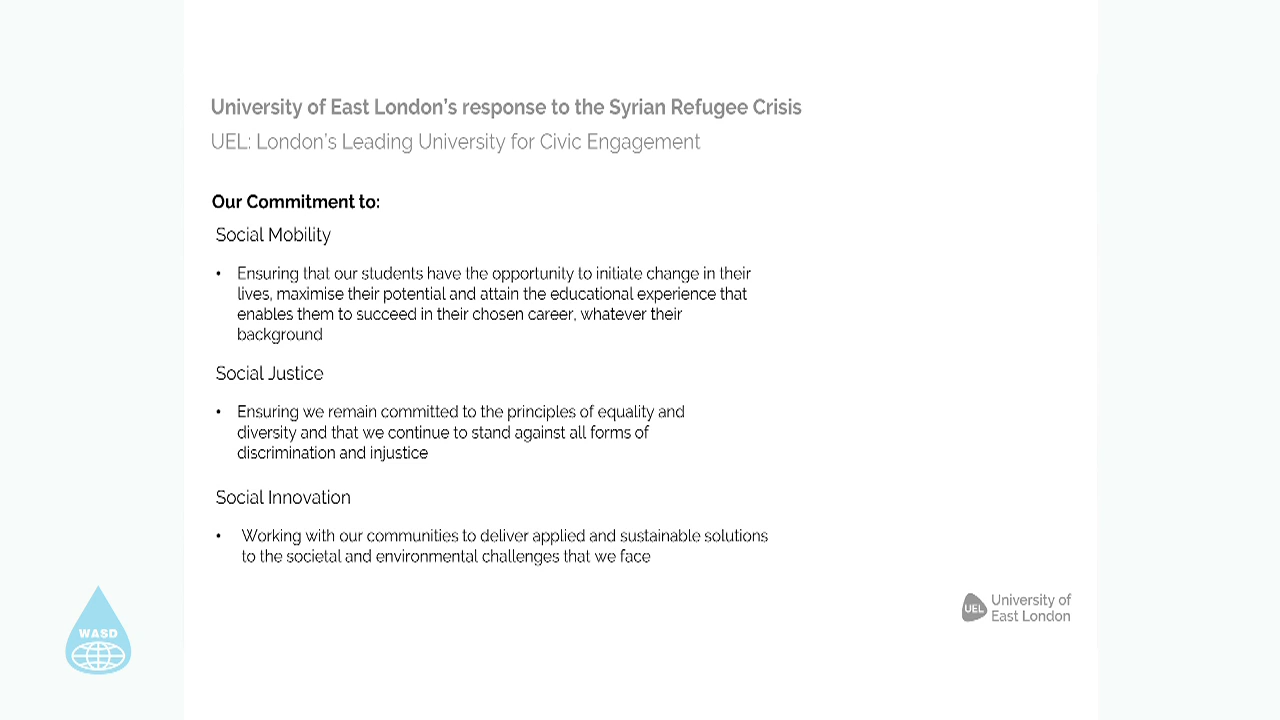 University of East London's response to the Syrian Refugee Crisis
UEL: London's Leading University for Civic Engagement
Our Commitment to:
Social Mobility
• Ensuring that our students have the opportunity to initiate change in their
lives, maximise their potential and attain the educational experience that
enables them to succeed in their chosen career, whatever their
background
Social Justice
• Ensuring we remain committed to the principles of equality and
diversity and that we continue to stand against all forms of
discrimination and injustice
Social Innovation
• Working with our communities to deliver applied and sustainable solutions
to the societal and environmental challenges that we face
UEL
University of
East London
WASD